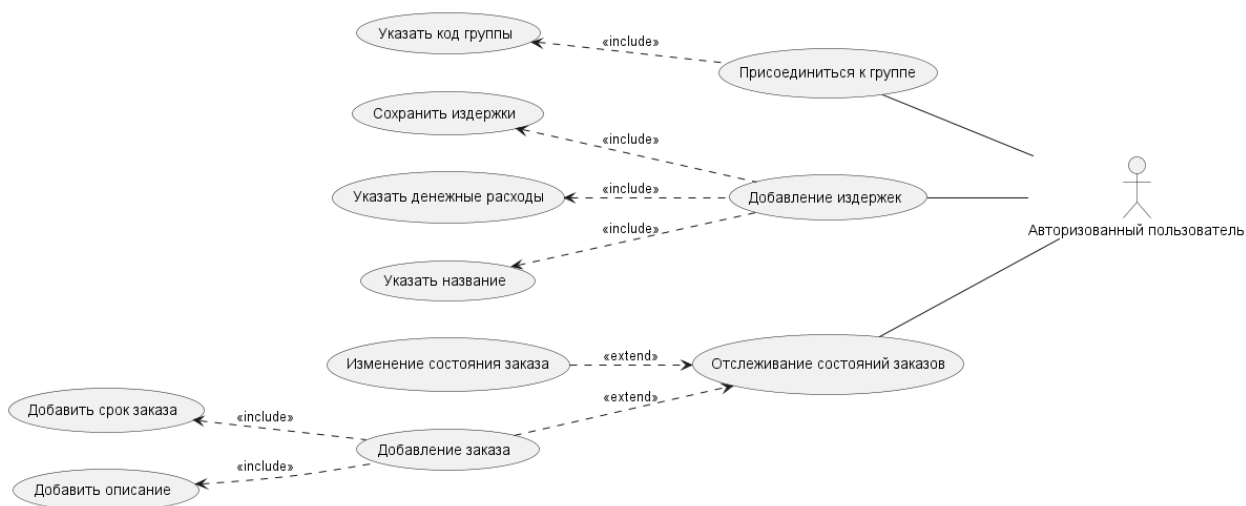 Указать код группы
«include»
Присоединиться к группе
Сохранить издержки
«include»
Указать денежные расходы
«include»
Добавление издержек
«include»
Указать название
Авторизованный пользователь
Изменение состояния заказа
«extend»
Отслеживание состояний заказов
«extend»
Добавить срок заказа
«include»
Добавление заказа
«include»
Добавить описание